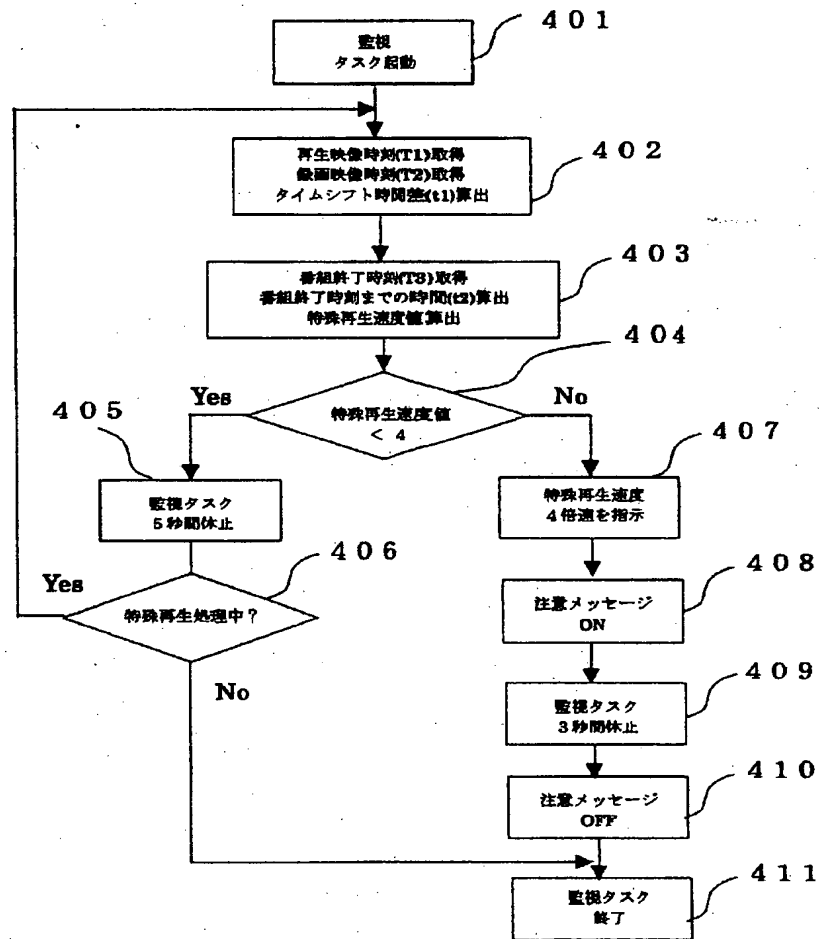 401
監視
タスク起動
402
再生映像時刻(T1)取得
録画映像時刻(T2)取得
タイムシフト時間差(t1)算出
403
番組終了時刻(T3)取得
番組終了時刻までの時間(t2)算出
特殊再生速度値算出
404
Yes
特殊再生速度値
< 4
No
405
監視タスク
5秒間休止
407
特殊再生速度
4倍速を指示
406
Yes
特殊再生処理中?
No
408
注意メッセージ
ON
409
監視タスク
3秒間休止
410
注意メッセージ
OFF
411
監視タスク
終了